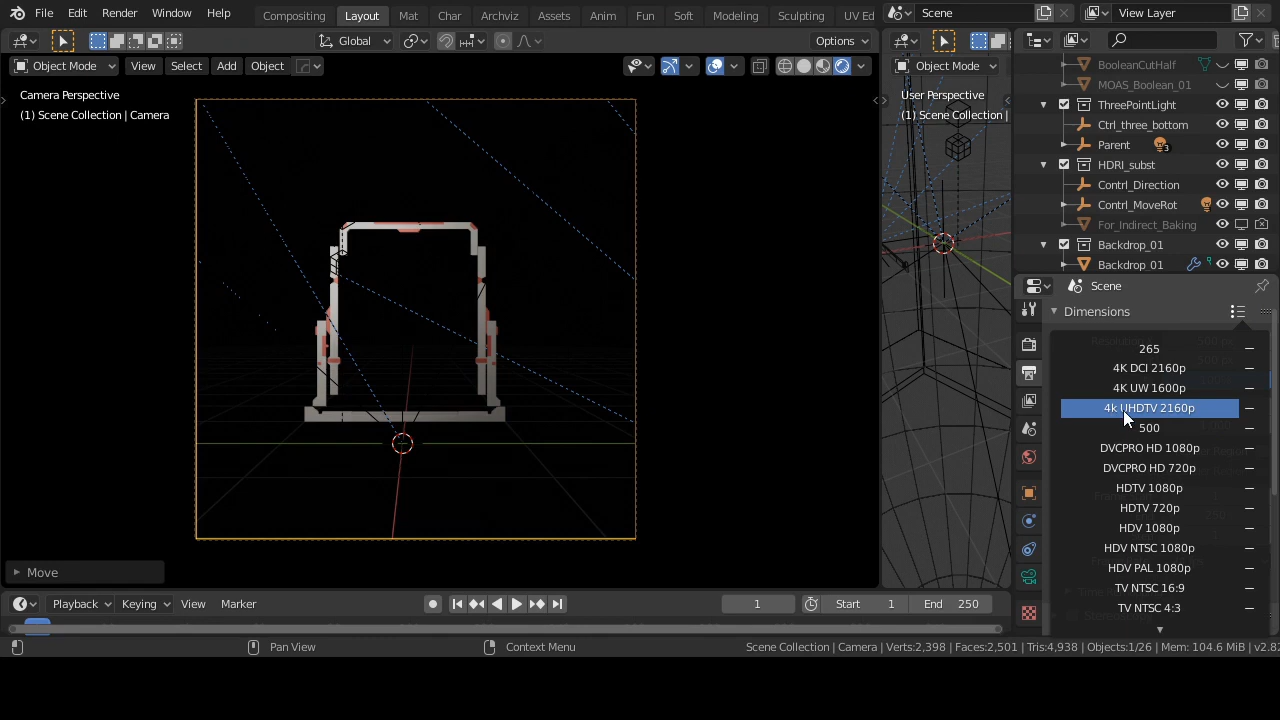 File Edit Render Window Help Compositing Layout Mat Char Archviz Assets Anim Fun Soft Modeling Sculpting UV Ed Scene View Layer
Global Options
Object Mode View Select Add Object Object Mode
Camera Perspective
(1) Scene Collection | Camera
User Perspective
(1) Scene Collection |
BooleanCutHalf
MOAS_Boolean_01
ThreePointLight
Ctrl_three_bottom
Parent 3
HDRI_subst
Contrl_Direction
Contrl_MoveRot
For_Indirect_Baking
Backdrop_01
Backdrop_01
Scene
Dimensions
265
4K DCI 2160p
4K UW 1600p
4k UHDTV 2160p
500
DVCPRO HD 1080p
DVCPRO HD 720p
HDTV 1080p
HDTV 720p
HDV 1080p
HDV NTSC 1080p
HDV PAL 1080p
TV NTSC 16:9
TV NTSC 4:3
Move
Playback Keying View Marker 1 Start 1 End 250
Pan View Context Menu Scene Collection | Camera | Verts:2,398 | Faces:2,501 | Tris:4,938 | Objects:1/26 | Mem: 104.6 MiB | v2.8